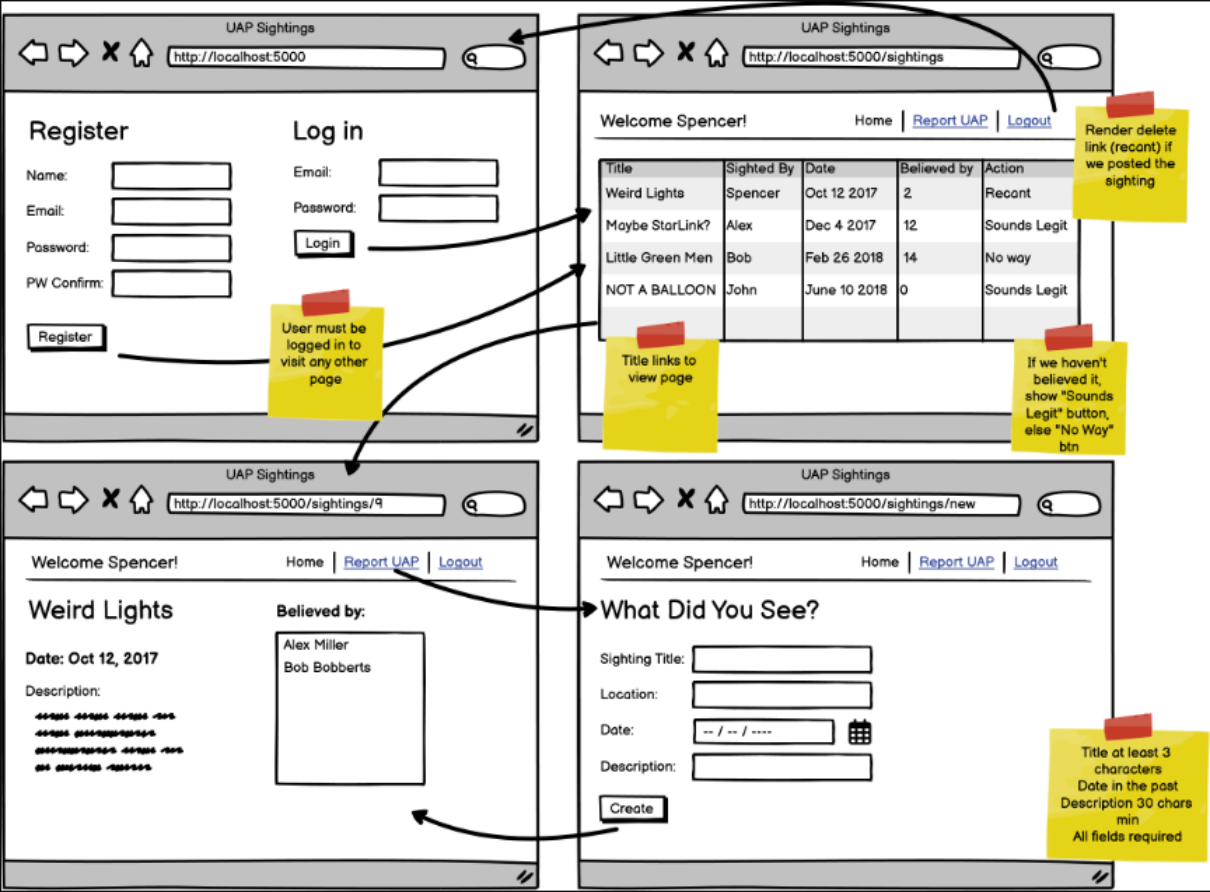 UAP Sightings
http://localhost:5000
Register
Name:
Email:
Password:
PW Confirm:
Register
Log in
Email:
Password:
Login
User must be
logged in to
visit any other
page
UAP Sightings
http://localhost:5000/sightings
Welcome Spencer! Home Report UAP Logout
Title Sighted By Date Believed by Action
Weird Lights Spencer Oct 12 2017 2 Recant
Maybe StarLink? Alex Dec 4 2017 12 Sounds Legit
Little Green Men Bob Feb 26 2018 14 No way
NOT A BALLOON John June 10 2018 0 Sounds Legit
Render delete
link (recant) if
we posted the
sighting
Title links to
view page
If we haven't
believed it,
show "Sounds
Legit" button,
else "No Way"
btn
UAP Sightings
http://localhost:5000/sightings/9
Welcome Spencer! Home Report UAP Logout
Weird Lights
Date: Oct 12, 2017
Description:
Believed by:
Alex Miller
Bob Bobberts
UAP Sightings
http://localhost:5000/sightings/new
Welcome Spencer! Home Report UAP Logout
What Did You See?
Sighting Title:
Location:
Date: -- / -- / ----
Description:
Create
Title at least 3
characters
Date in the past
Description 30 chars
min
All fields required